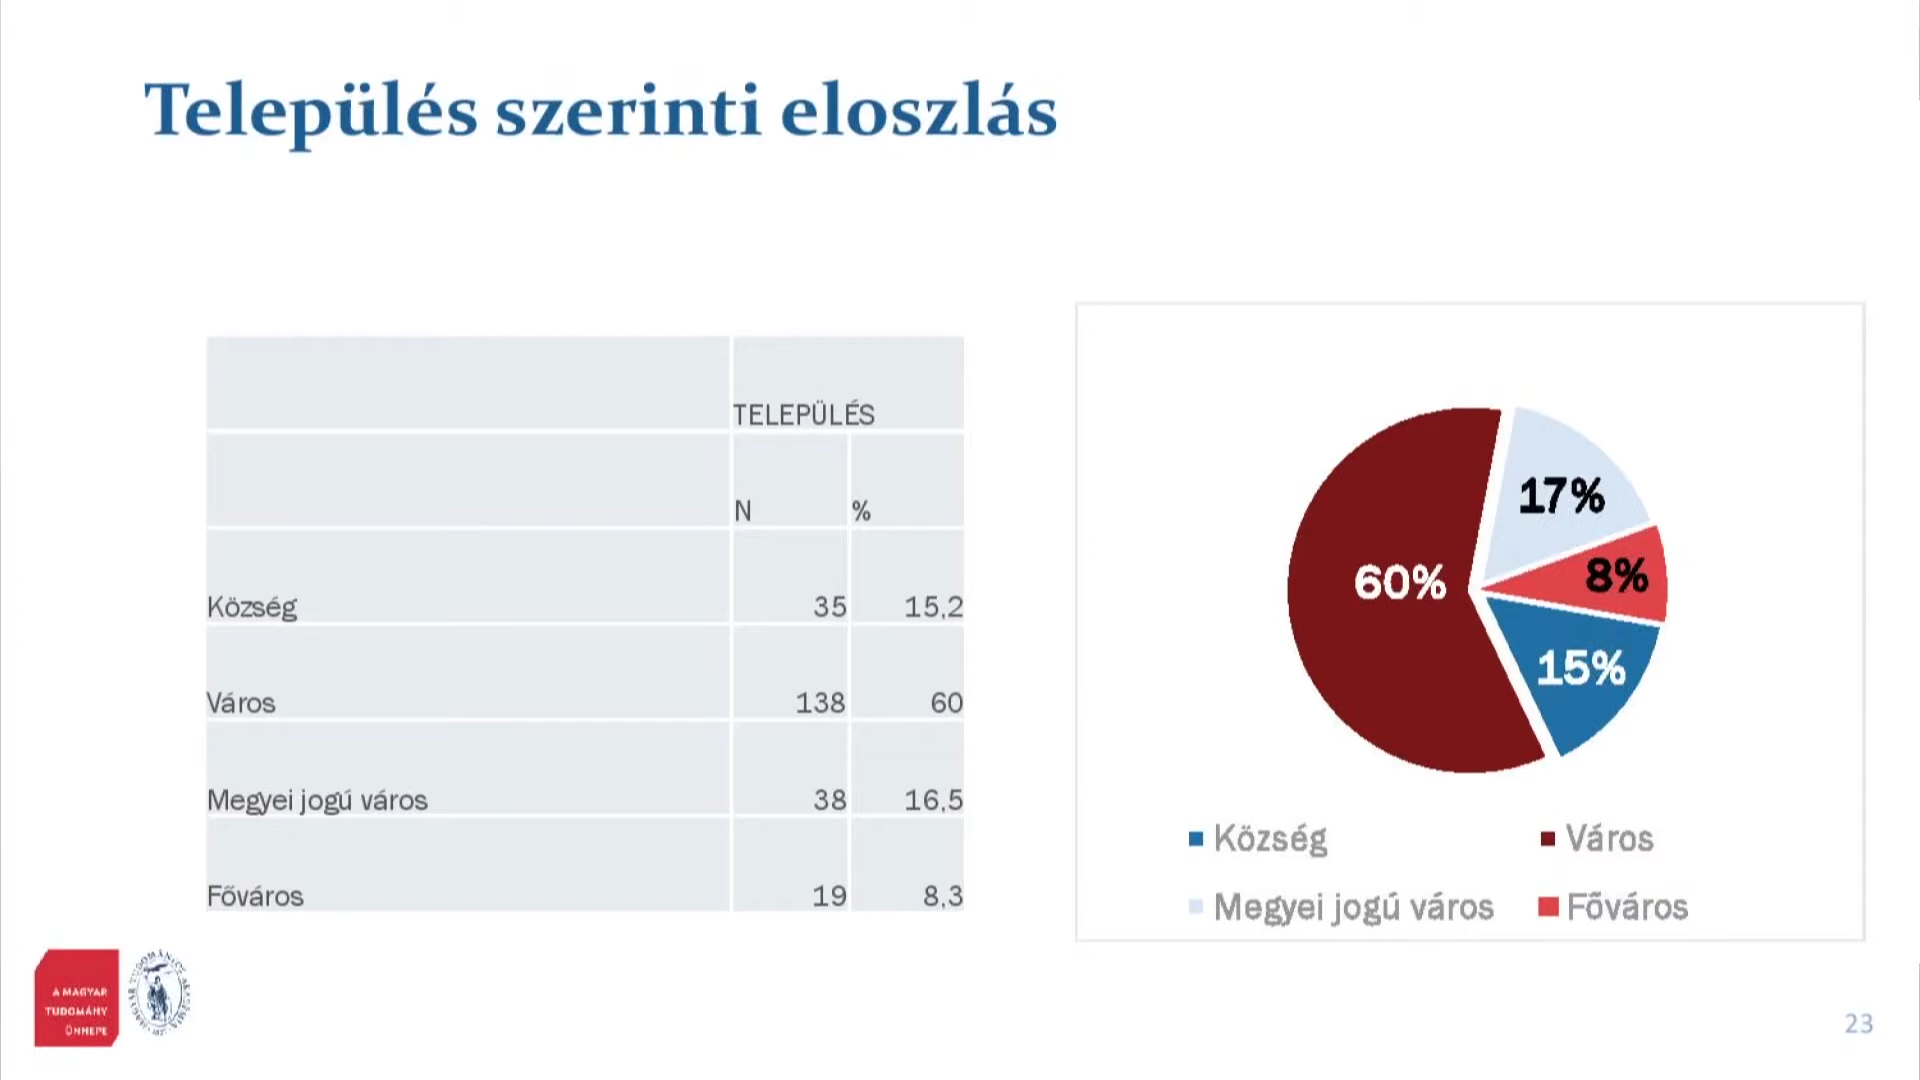 Település szerinti eloszlás
TELEPÜLÉS
N %
Község 35 15,2
Város 138 60
Megyei jogú város 38 16,5
Főváros 19 8,3
17%
60%
8%
15%
Község Város
Megyei jogú város Főváros
A MAGYAR
TUDOMÁNY
ÜNNEPE
23